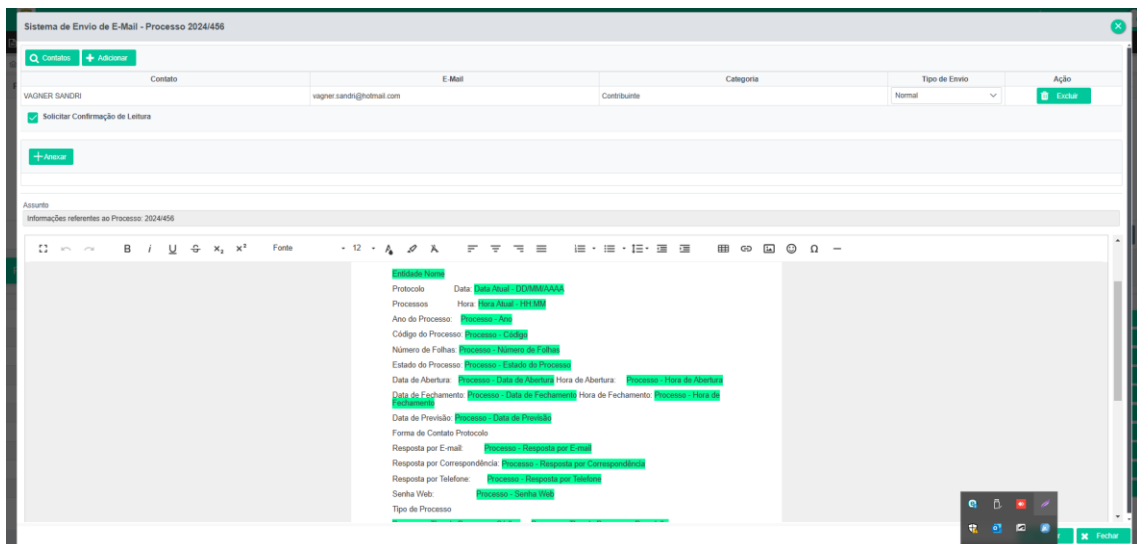 Sistema de Envio de E-Mail - Processo 2024/456
Contatos Adicionar
Contato E-Mail Categoria Tipo de Envio Ação
VAGNER SANDRI vagner.sandri@hotmail.com Contribuinte Normal Excluir
Solicitar Confirmação de Leitura
Anexar
Assunto
Informações referentes ao Processo: 2024/456
B i U S x₂ x² Fonte 12 A Ω
Entidade Nome
Protocolo Data: Data Atual - DD/MM/AAAA
Processos Hora: Hora Atual - HH:MM
Ano do Processo: Processo - Ano
Código do Processo: Processo - Código
Número de Folhas: Processo - Número de Folhas
Estado do Processo: Processo - Estado do Processo
Data de Abertura: Processo - Data de Abertura Hora de Abertura: Processo - Hora de Abertura
Data de Fechamento: Processo - Data de Fechamento Hora de Fechamento: Processo - Hora de
Fechamento
Data de Previsão: Processo - Data de Previsão
Forma de Contato Protocolo
Resposta por E-mail: Processo - Resposta por E-mail
Resposta por Correspondência: Processo - Resposta por Correspondência
Resposta por Telefone: Processo - Resposta por Telefone
Senha Web: Processo - Senha Web
Tipo de Processo
Fechar